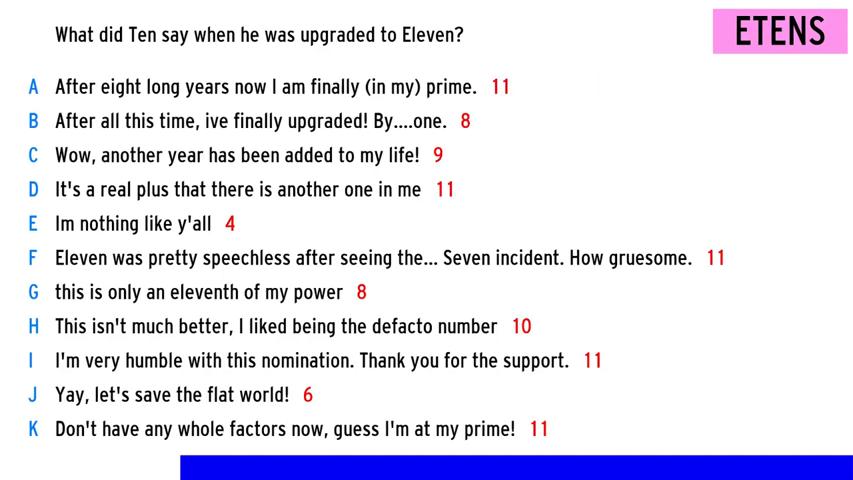 What did Ten say when he was upgraded to Eleven?
ETENS
A After eight long years now I am finally (in my) prime. 11
B After all this time, ive finally upgraded! By....one. 8
C Wow, another year has been added to my life! 9
D It's a real plus that there is another one in me 11
E Im nothing like y'all 4
F Eleven was pretty speechless after seeing the... Seven incident. How gruesome. 11
G this is only an eleventh of my power 8
H This isn't much better, I liked being the defacto number 10
I I'm very humble with this nomination. Thank you for the support. 11
J Yay, let's save the flat world! 6
K Don't have any whole factors now, guess I'm at my prime! 11